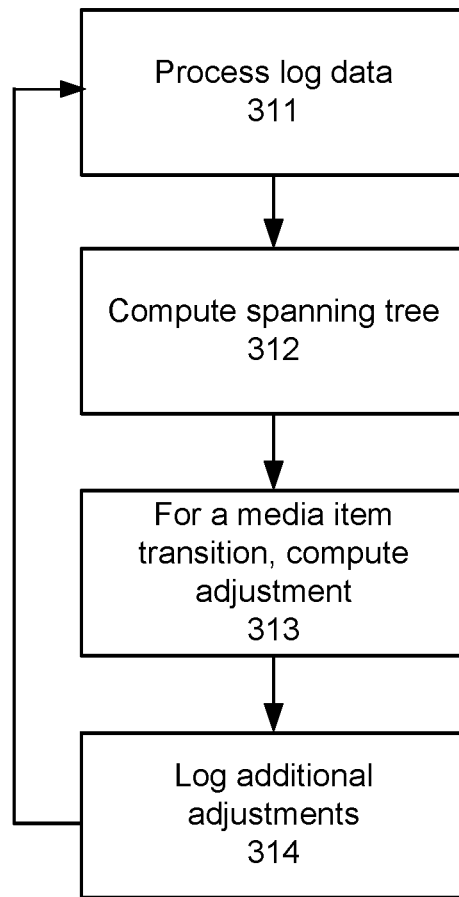 Process log data
311
Compute spanning tree
312
For a media item
transition, compute
adjustment
313
Log additional
adjustments
314